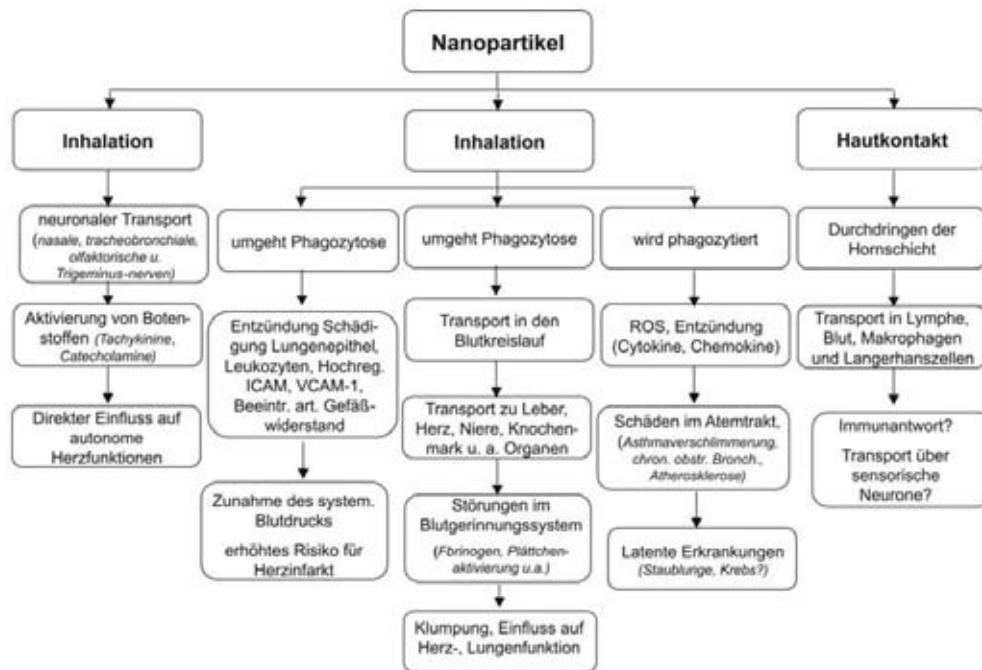 Nanopartikel
Inhalation
neuronaler Transport
(nasale, tracheobronchiale,
olfaktorische u.
Trigeminus-nerven)
Aktivierung von Boten-
stoffen (Tachykinine,
Catecholamine)
Direkter Einfluss auf
autonome
Herzfunktionen
Inhalation
umgeht Phagozytose
Entzündung Schädi-
gung Lungenepithel,
Leukozyten, Hochreg.
ICAM, VCAM-1,
Beeintr. art. Gefäß-
widerstand
Zunahme des system.
Blutdrucks
erhöhtes Risiko für
Herzinfarkt
umgeht Phagozytose
Transport in den
Blutkreislauf
Transport zu Leber,
Herz, Niere, Knochen-
mark u. a. Organen
Störungen im
Blutgerinnungssystem
(Fbrinogen, Plättchen-
aktivierung u.a.)
Klumpung, Einfluss auf
Herz-, Lungenfunktion
wird phagozytiert
ROS, Entzündung
(Cytokine, Chemokine)
Schäden im Atemtrakt,
(Asthmaverschlimmerung,
chron. obstr. Bronch.,
Atherosklerose)
Latente Erkrankungen
(Staublunge, Krebs?)
Hautkontakt
Durchdringen der
Hornschicht
Transport in Lymphe,
Blut, Makrophagen
und Langerhanszellen
Immunantwort?
Transport über
sensorische
Neurone?